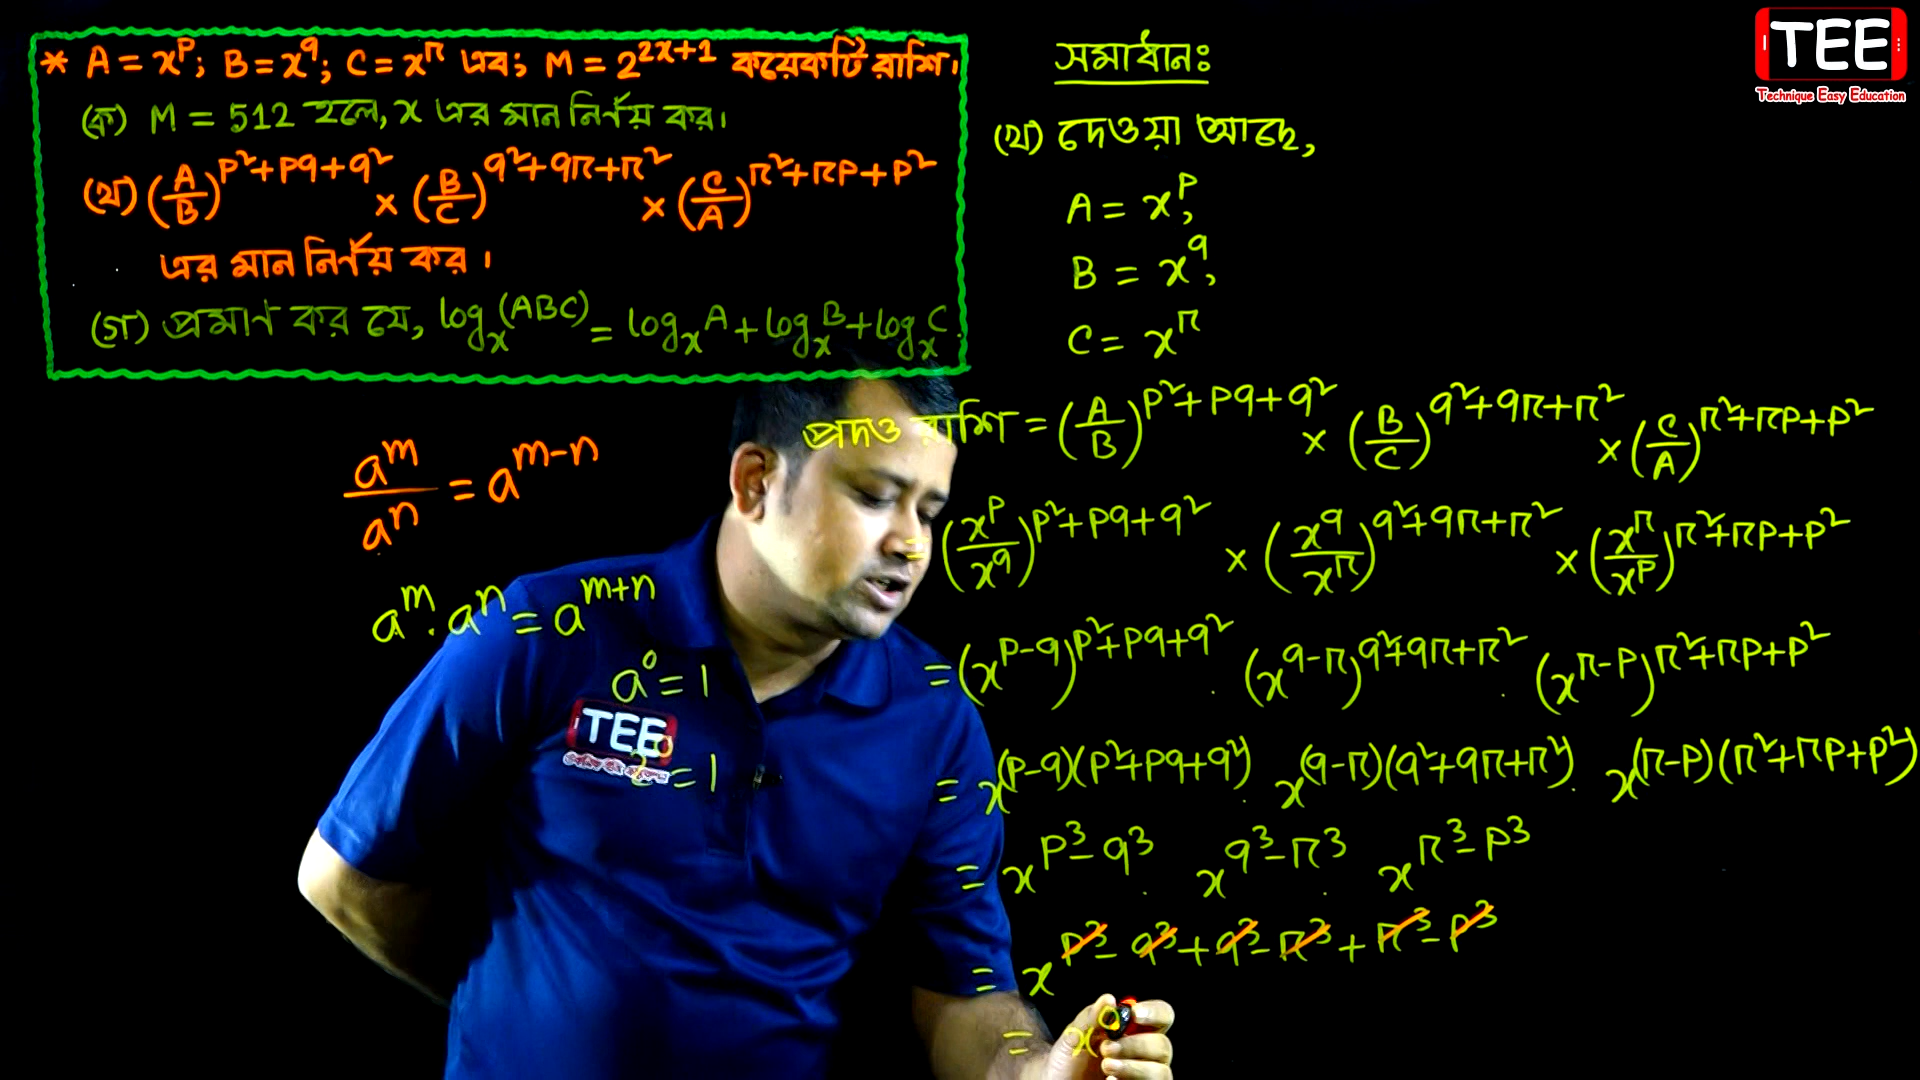 * A = x^p; B = x^q; C = x^r এবং M = 2^(2x+1) কয়েকটি রাশি।
(ক) M = 512 হলে, x এর মান নির্ণয় কর।
(খ) (A/B)^(p²+pq+q²) × (B/C)^(q²+qr+r²) × (C/A)^(r²+rp+p²)
এর মান নির্ণয় কর।
(গ) প্রমাণ কর যে, log_x(ABC) = log_x A + log_x B + log_x C.
a^m/a^n = a^(m-n)
a^m . a^n = a^(m+n)
a^0 = 1
TEE
= 1
TEE
Technique Easy Education
সমাধানঃ
(খ) দেওয়া আছে,
A = x^p,
B = x^q,
C = x^r
প্রদত্ত রাশি = (A/B)^(p²+pq+q²) × (B/C)^(q²+qr+r²) × (C/A)^(r²+rp+p²)
= (x^p/x^q)^(p²+pq+q²) × (x^q/x^r)^(q²+qr+r²) × (x^r/x^p)^(r²+rp+p²)
= (x^(p-q))^(p²+pq+q²) . (x^(q-r))^(q²+qr+r²) . (x^(r-p))^(r²+rp+p²)
= x^((p-q)(p²+pq+q²)) . x^((q-r)(q²+qr+r²)) . x^((r-p)(r²+rp+p²))
= x^(p³-q³) . x^(q³-r³) . x^(r³-p³)
= x^(p³-q³+q³-r³+r³-p³)
= x^0